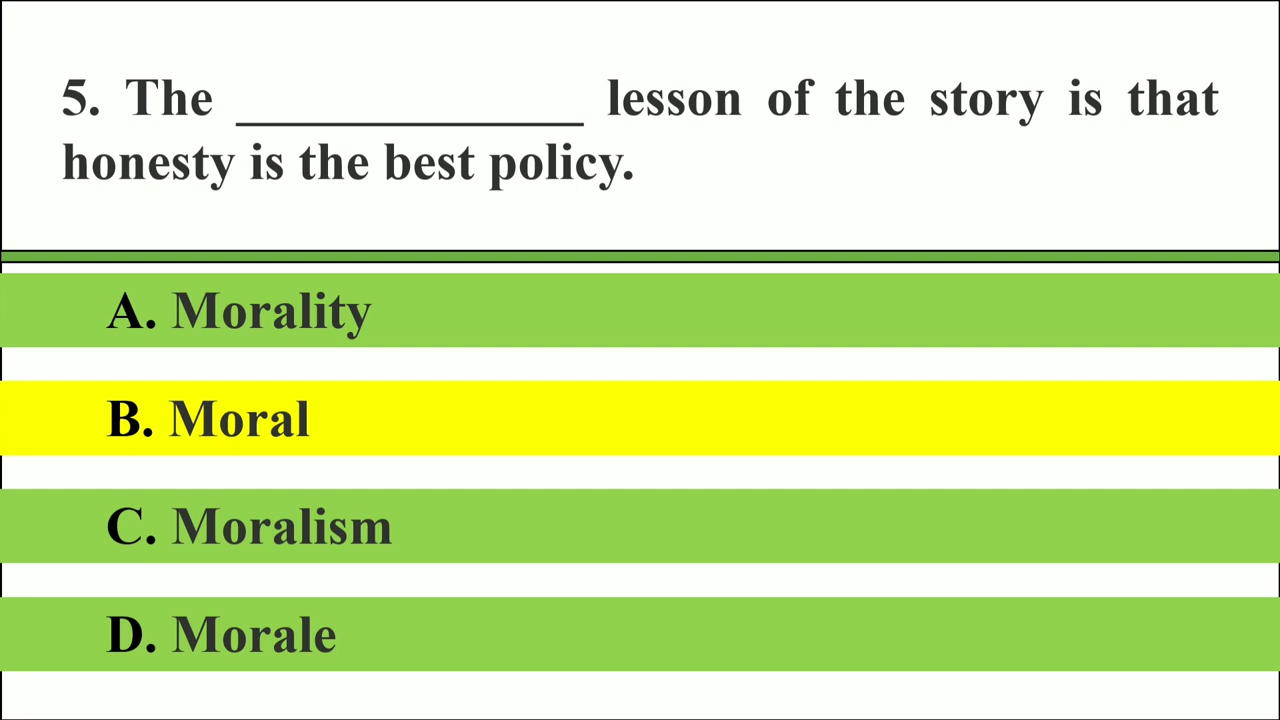 5. The ______________ lesson of the story is that
honesty is the best policy.
A. Morality
B. Moral
C. Moralism
D. Morale